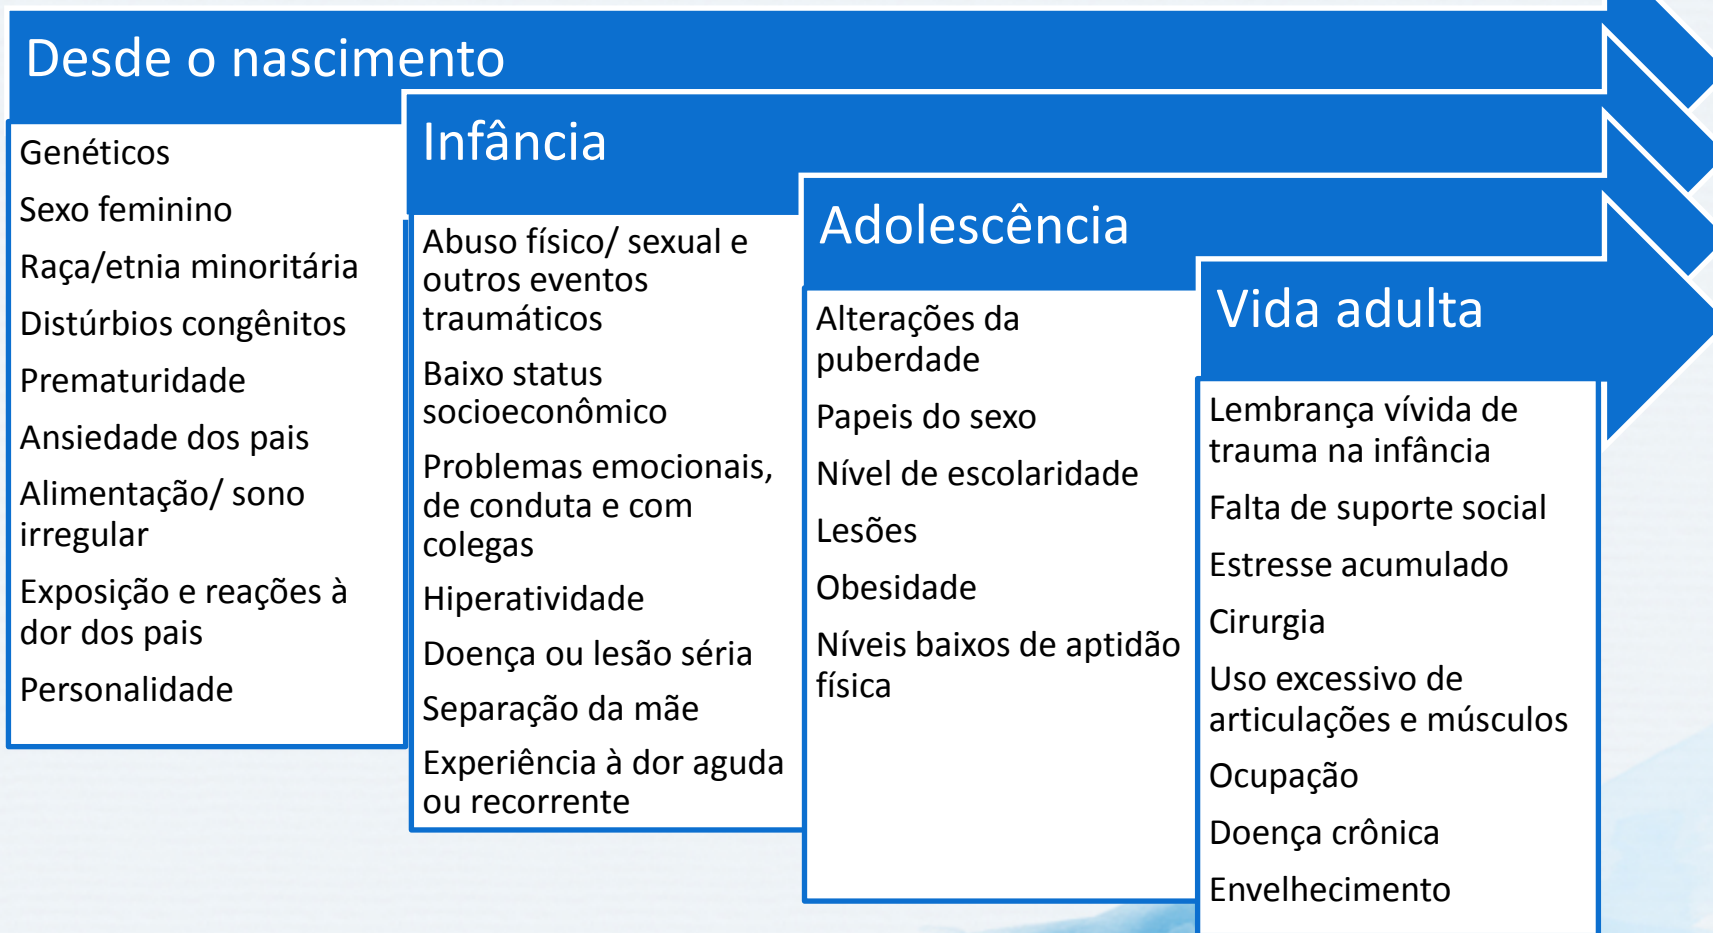 Desde o nascimento
Genéticos
Sexo feminino
Raça/etnia minoritária
Distúrbios congênitos
Prematuridade
Ansiedade dos pais
Alimentação/ sono
irregular
Exposição e reações à
dor dos pais
Personalidade
Infância
Abuso físico/ sexual e
outros eventos
traumáticos
Baixo status
socioeconômico
Problemas emocionais,
de conduta e com
colegas
Hiperatividade
Doença ou lesão séria
Separação da mãe
Experiência à dor aguda
ou recorrente
Adolescência
Alterações da
puberdade
Papeis do sexo
Nível de escolaridade
Lesões
Obesidade
Níveis baixos de aptidão
física
Vida adulta
Lembrança vívida de
trauma na infância
Falta de suporte social
Estresse acumulado
Cirurgia
Uso excessivo de
articulações e músculos
Ocupação
Doença crônica
Envelhecimento